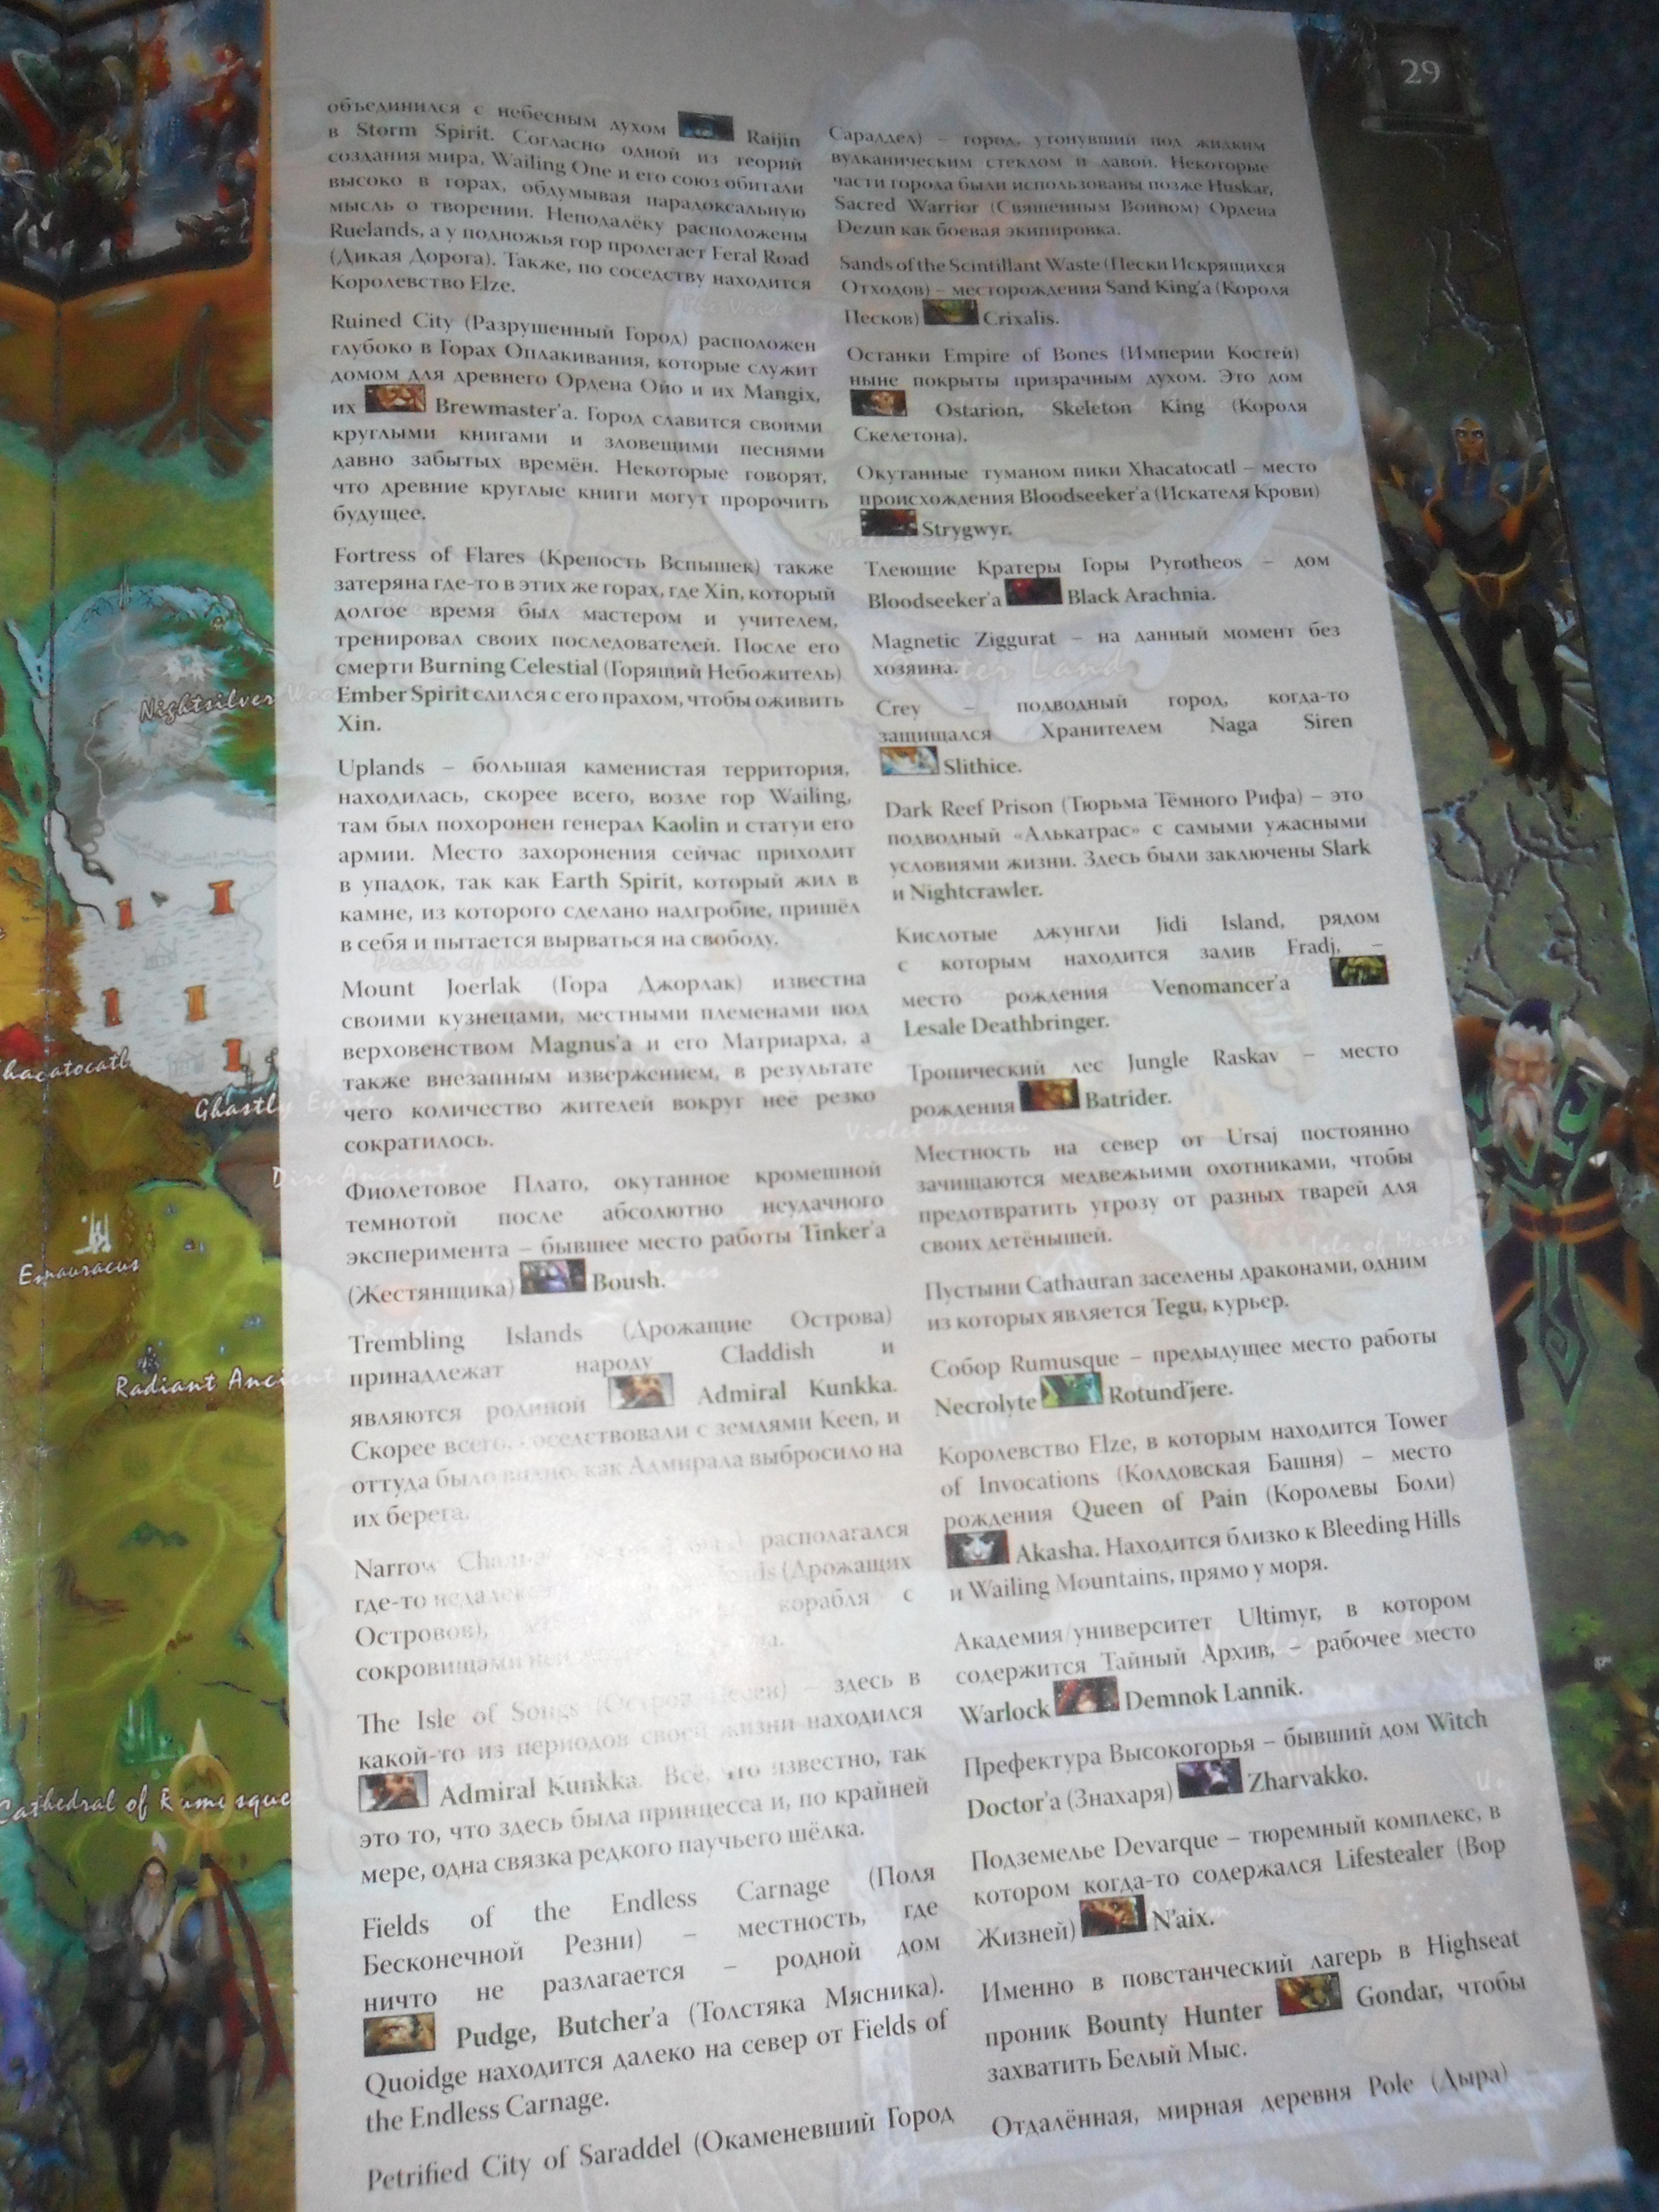 29
объединился с небесным духом Raijin
в Storm Spirit. Согласно одной из теорий
создания мира, Wailing One и его союз обитали
высоко в горах, обдумывая парадоксальную
мысль о творении. Неподалёку расположены
Ruelands, а у подножья гор пролегает Feral Road
(Дикая Дорога). Также, по соседству находится
Королевство Elze.
Ruined City (Разрушенный Город) расположен
глубоко в Горах Оплакивания, которые служит
домом для древнего Ордена Ойо и их Mangix,
их Brewmaster'а. Город славится своими
круглыми книгами и зловещими песнями
давно забытых времён. Некоторые говорят,
что древние круглые книги могут пророчить
будущее.
Fortress of Flares (Крепость Вспышек) также
затеряна где-то в этих же горах, где Xin, который
долгое время был мастером и учителем,
тренировал своих последователей. После его
смерти Burning Celestial (Горящий Небожитель)
Ember Spirit слился с его прахом, чтобы оживить
Xin.
Uplands – большая каменистая территория,
находилась, скорее всего, возле гор Wailing,
там был похоронен генерал Kaolin и статуи его
армии. Место захоронения сейчас приходит
в упадок, так как Earth Spirit, который жил в
камне, из которого сделано надгробие, пришёл
в себя и пытается вырваться на свободу.
Mount Joerlak (Гора Джорлак) известна
своими кузнецами, местными племенами под
верховенством Magnus'а и его Матриарха, а
также внезапным извержением, в результате
чего количество жителей вокруг неё резко
сократилось.
Фиолетовое Плато, окутанное кромешной
темнотой после абсолютно неудачного
эксперимента – бывшее место работы Tinker'а
(Жестянщика) Boush.
Trembling Islands (Дрожащие Острова)
принадлежат народу Claddish и
являются родиной Admiral Kunkka.
Скорее всего, соседствовали с землями Keen, и
оттуда было видно, как Адмирала выбросило на
их берега.
Narrow располагался
где-то недалеко (Дрожащих
Островов), корабля с
сокровищами
The Isle of Songs (Остров Песен) – здесь в
какой-то из периодов своей жизни находился
Admiral Kunkka. Всё, что известно, так
это то, что здесь была принцесса и, по крайней
мере, одна связка редкого паучьего шёлка.
Fields of the Endless Carnage (Поля
Бесконечной Резни) – местность, где
ничто не разлагается – родной дом
Pudge, Butcher'а (Толстяка Мясника).
Quoidge находится далеко на север от Fields of
the Endless Carnage.
Petrified City of Saraddel (Окаменевший Город
Сараддел) – город, утонувший под жидким
вулканическим стеклом и лавой. Некоторые
части города были использованы позже Huskar,
Sacred Warrior (Священным Воином) Ордена
Dezun как боевая экипировка.
Sands of the Scintillant Waste (Пески Искрящихся
Отходов) – месторождения Sand King'а (Короля
Песков) Crixalis.
Останки Empire of Bones (Империи Костей)
ныне покрыты призрачным духом. Это дом
Ostarion, Skeleton King (Короля
Скелетона).
Окутанные туманом пики Xhacatocatl – место
происхождения Bloodseeker'а (Искателя Крови)
Strygwyr.
Тлеющие Кратеры Горы Pyrotheos – дом
Bloodseeker'а Black Arachnia.
Magnetic Ziggurat – на данный момент без
хозяина.
Crey – подводный город, когда-то
защищался Хранителем Naga Siren
Slithice.
Dark Reef Prison (Тюрьма Тёмного Рифа) – это
подводный «Алькатрас» с самыми ужасными
условиями жизни. Здесь были заключены Slark
и Nightcrawler.
Кислотые джунгли Jidi Island, рядом
с которым находится залив Fradj, –
место рождения Venomancer'а
Lesale Deathbringer.
Тропический лес Jungle Raskav – место
рождения Batrider.
Местность на север от Ursaj постоянно
зачищаются медвежьими охотниками, чтобы
предотвратить угрозу от разных тварей для
своих детёнышей.
Пустыни Cathauran заселены драконами, одним
из которых является Tegu, курьер.
Собор Rumusque – предыдущее место работы
Necrolyte Rotund'jere.
Королевство Elze, в которым находится Tower
of Invocations (Колдовская Башня) – место
рождения Queen of Pain (Королевы Боли)
Akasha. Находится близко к Bleeding Hills
и Wailing Mountains, прямо у моря.
Академия/университет Ultimyr, в котором
содержится Тайный Архив, – рабочее место
Warlock Demnok Lannik.
Префектура Высокогорья – бывший дом Witch
Doctor'а (Знахаря) Zharvakko.
Подземелье Devarque – тюремный комплекс, в
котором когда-то содержался Lifestealer (Вор
Жизней) N'aix.
Именно в повстанческий лагерь в Highseat
проник Bounty Hunter Gondar, чтобы
захватить Белый Мыс.
Отдалённая, мирная деревня Pole (Дыра) –
Nightsilver Woo
hacatocatl
Ghastly Eyrie
Dire Ancient
Emauracus
Radiant Ancient
Cathedral of Rumesque
Violet Plateau
Isle of Masks